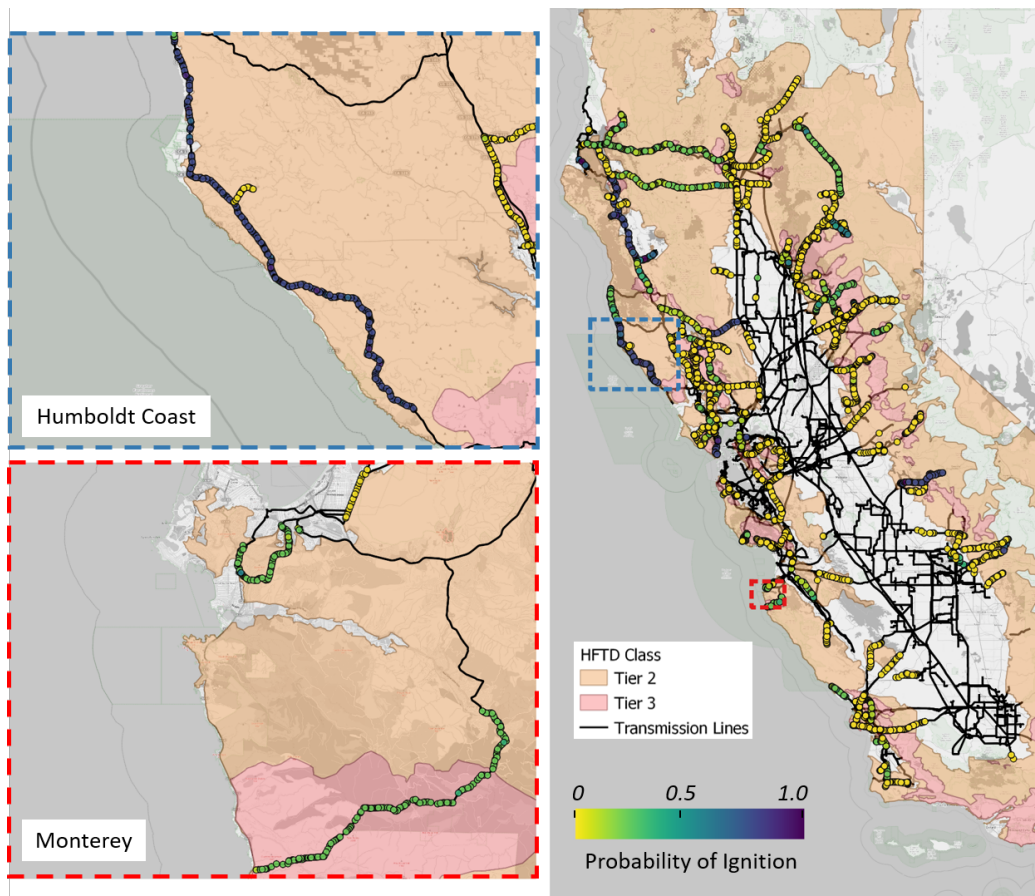 Humboldt Coast
Monterey
HFTD Class
Tier 2
Tier 3
Transmission Lines
0 0.5 1.0
Probability of Ignition